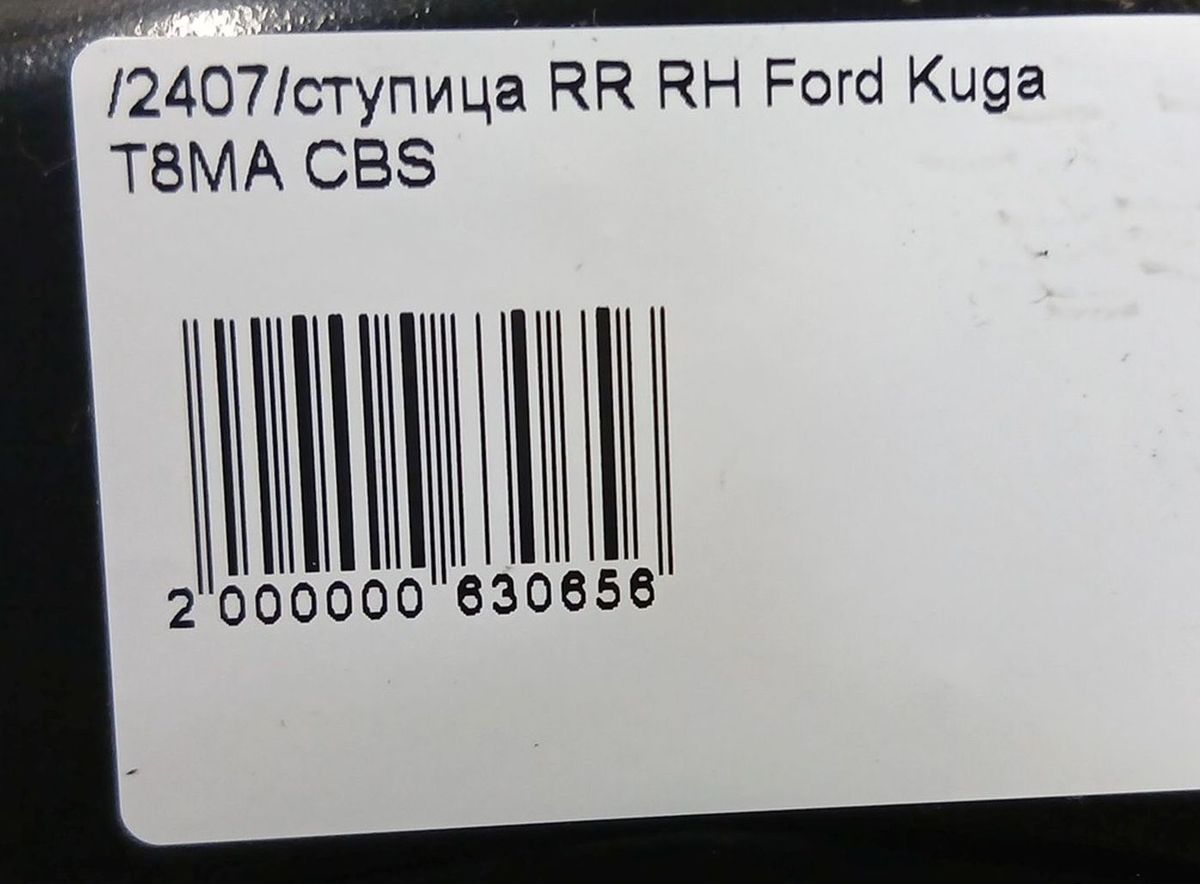 /2407/ступица RR RH Ford Kuga
T8MA CBS
2 000000 630656